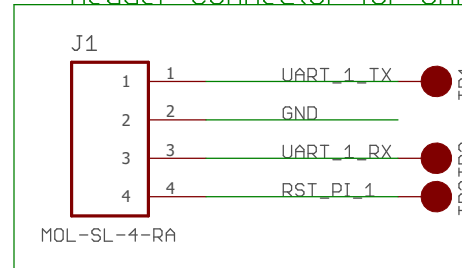 J1
1 1 UART_1_TX
2 2 GND
3 3 UART_1_RX
4 4 RST_PI_1
MOL-SL-4-RA